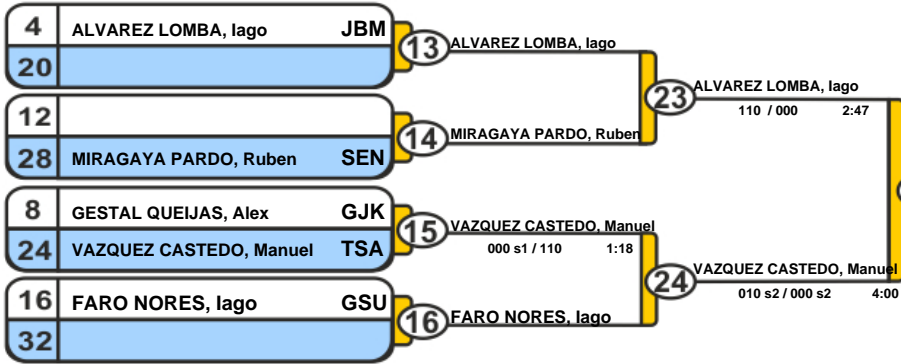 4 ALVAREZ LOMBA, Iago JBM
20
13 ALVAREZ LOMBA, Iago
12
28 MIRAGAYA PARDO, Ruben SEN
14 MIRAGAYA PARDO, Ruben
23 ALVAREZ LOMBA, Iago
110 / 000 2:47
8 GESTAL QUEIJAS, Alex GJK
24 VAZQUEZ CASTEDO, Manuel TSA
15 VAZQUEZ CASTEDO, Manuel
000 s1 / 110 1:18
16 FARO NORES, Iago GSU
32
16 FARO NORES, Iago
24 VAZQUEZ CASTEDO, Manuel
010 s2 / 000 s2 4:00